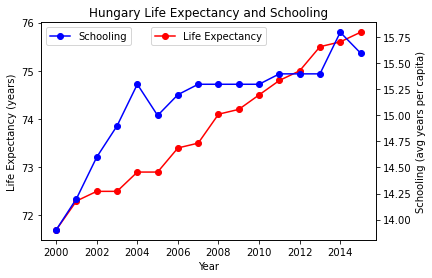 Hungary Life Expectancy and Schooling
Schooling
Life Expectancy
Life Expectancy (years)
76
75
74
73
72
Schooling (avg years per capita)
15.75
15.50
15.25
15.00
14.75
14.50
14.25
14.00
2000 2002 2004 2006 2008 2010 2012 2014
Year